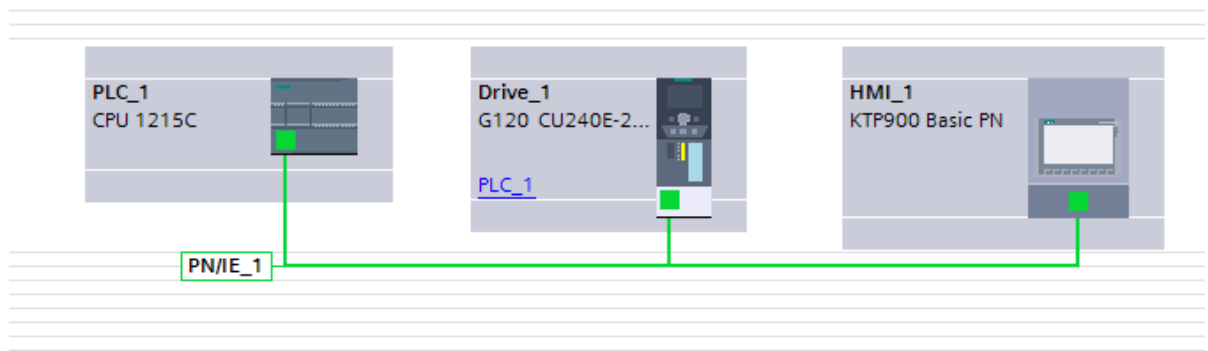 PLC_1
CPU 1215C
Drive_1
G120 CU240E-2...
PLC_1
HMI_1
KTP900 Basic PN
PN/IE_1